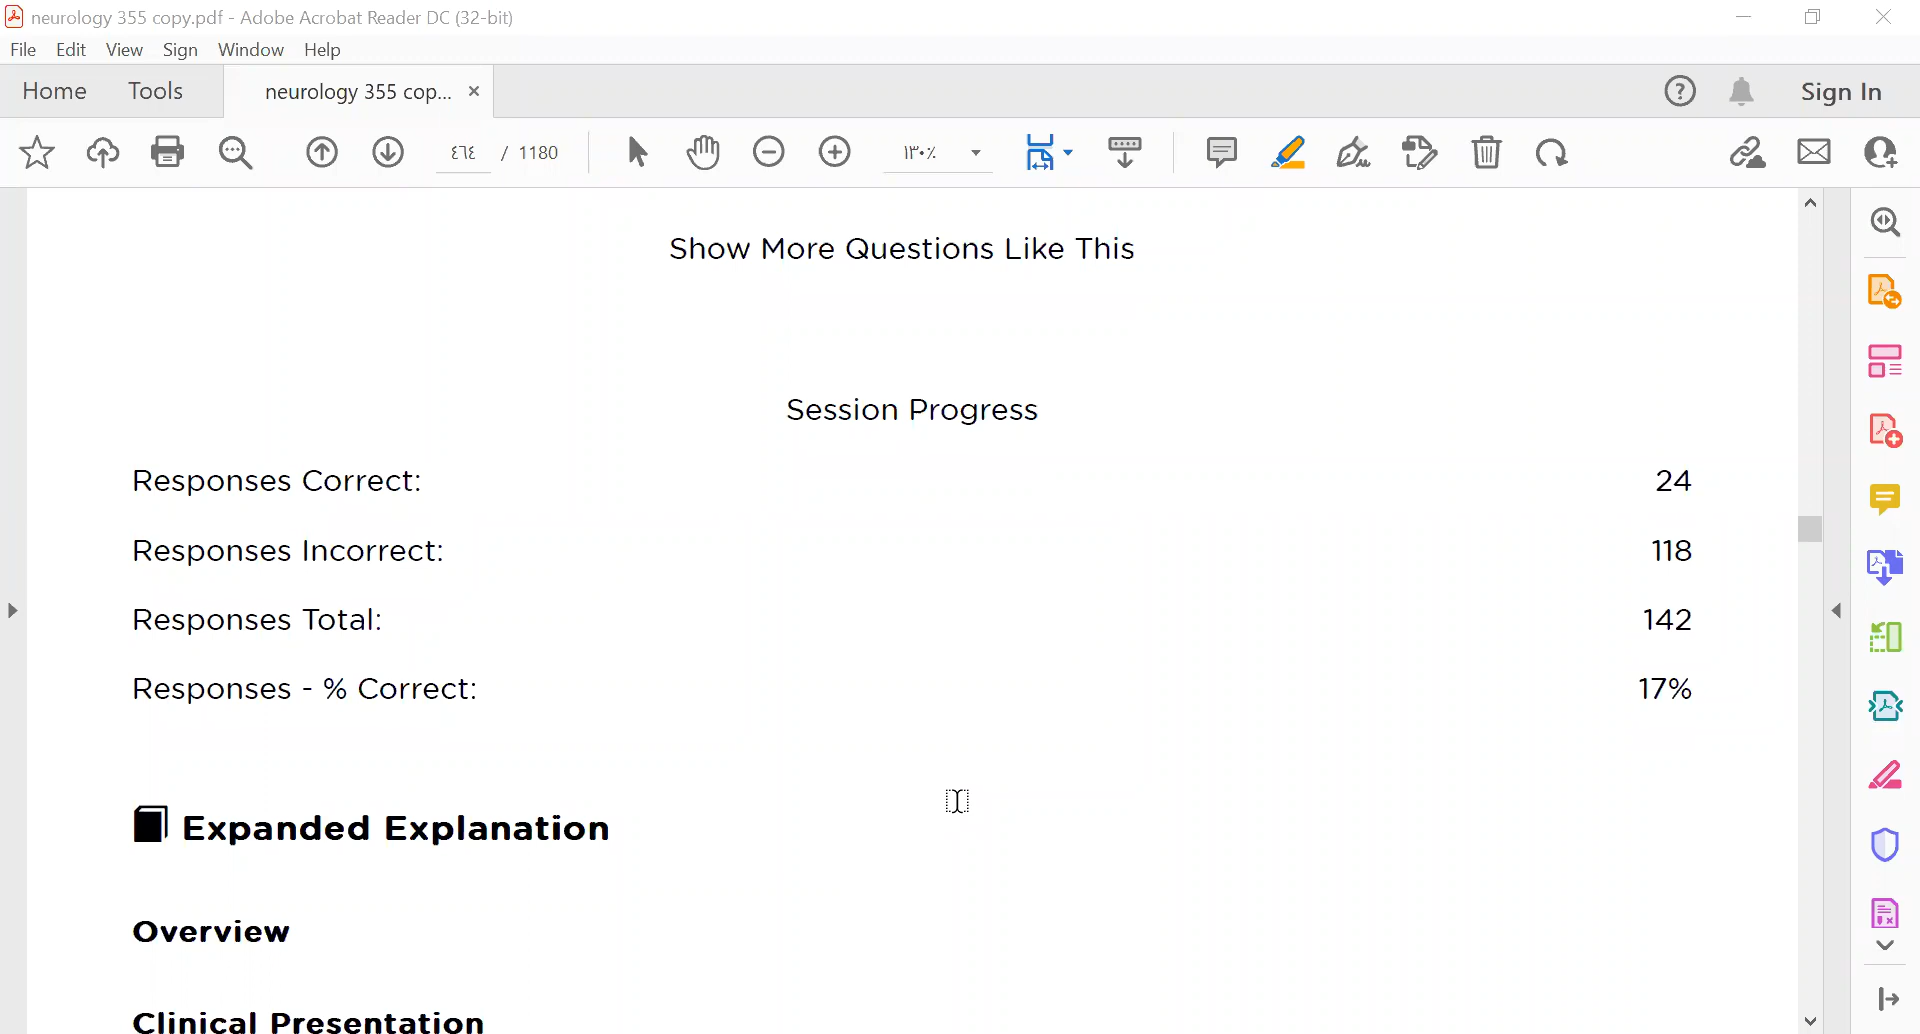 neurology 355 copy.pdf - Adobe Acrobat Reader DC (32-bit)
File Edit View Sign Window Help
Home Tools neurology 355 cop... × Sign In
٤٦٤ / 1180 ١٣٠٪
Show More Questions Like This
Session Progress
Responses Correct: 24
Responses Incorrect: 118
Responses Total: 142
Responses - % Correct: 17%
Expanded Explanation
Overview
Clinical Presentation